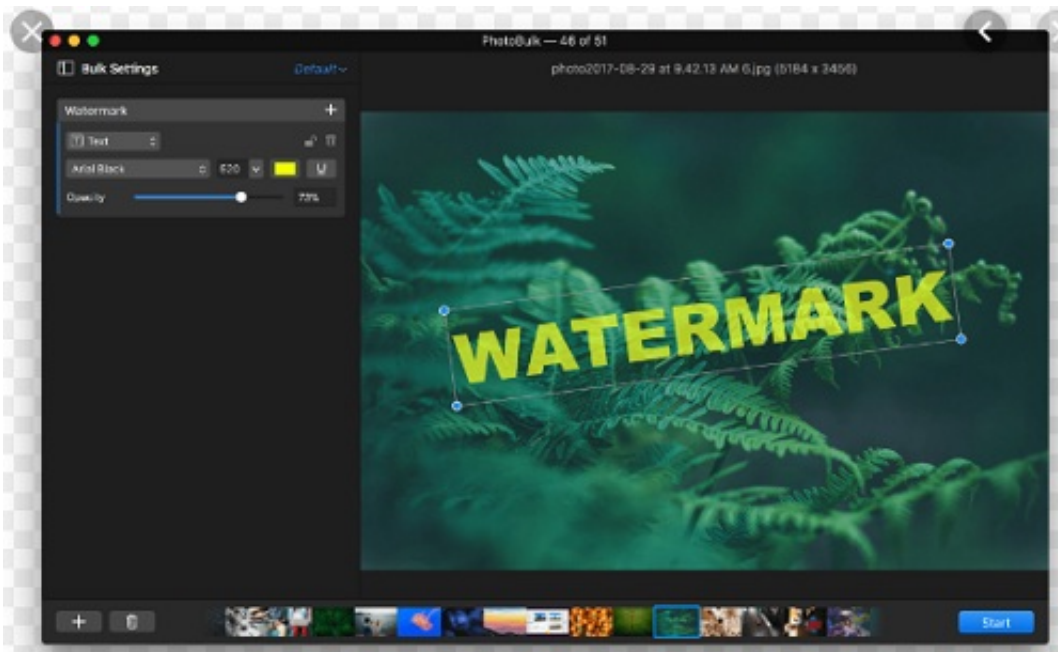 PhotoBulk — 46 of 51
Bulk Settings
Default
photo2017-08-29 at 9.42.13 AM 6.jpg (5184 x 3456)
Watermark
Text
Arial Black 520 U
Opacity 73%
WATERMARK
Start